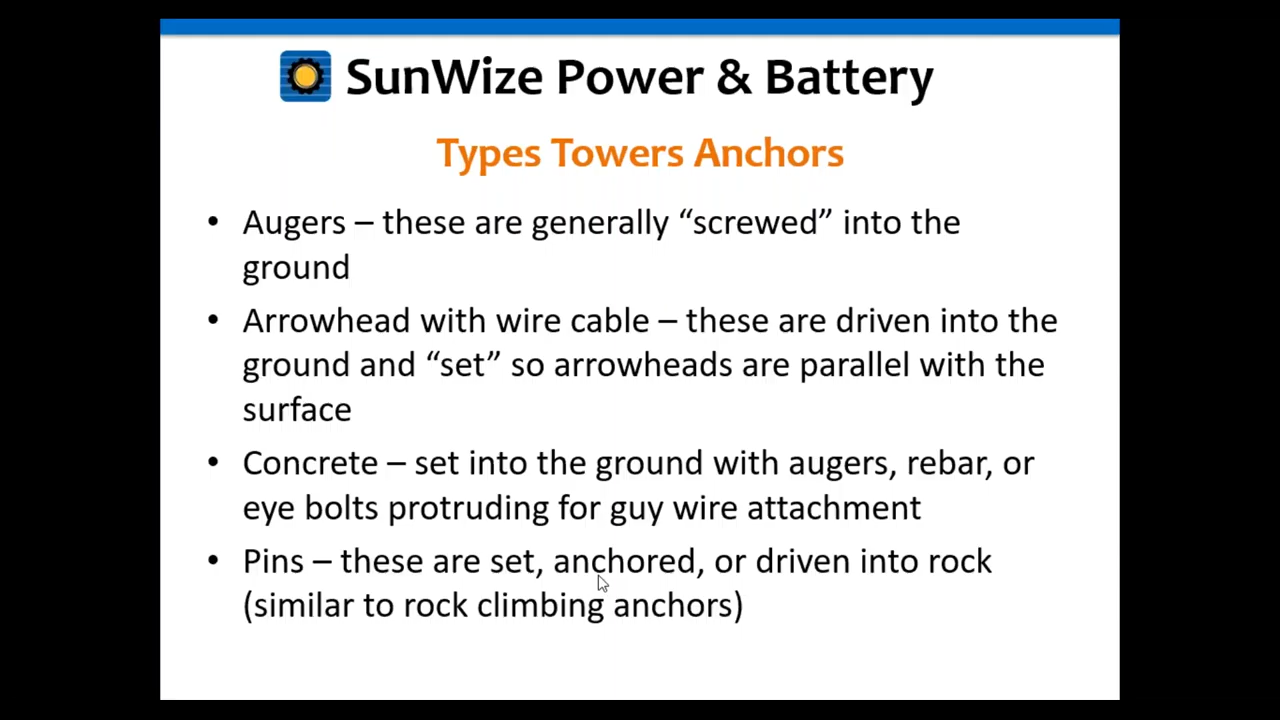 SunWize Power & Battery
Types Towers Anchors
• Augers – these are generally “screwed” into the
ground
• Arrowhead with wire cable – these are driven into the
ground and “set” so arrowheads are parallel with the
surface
• Concrete – set into the ground with augers, rebar, or
eye bolts protruding for guy wire attachment
• Pins – these are set, anchored, or driven into rock
(similar to rock climbing anchors)